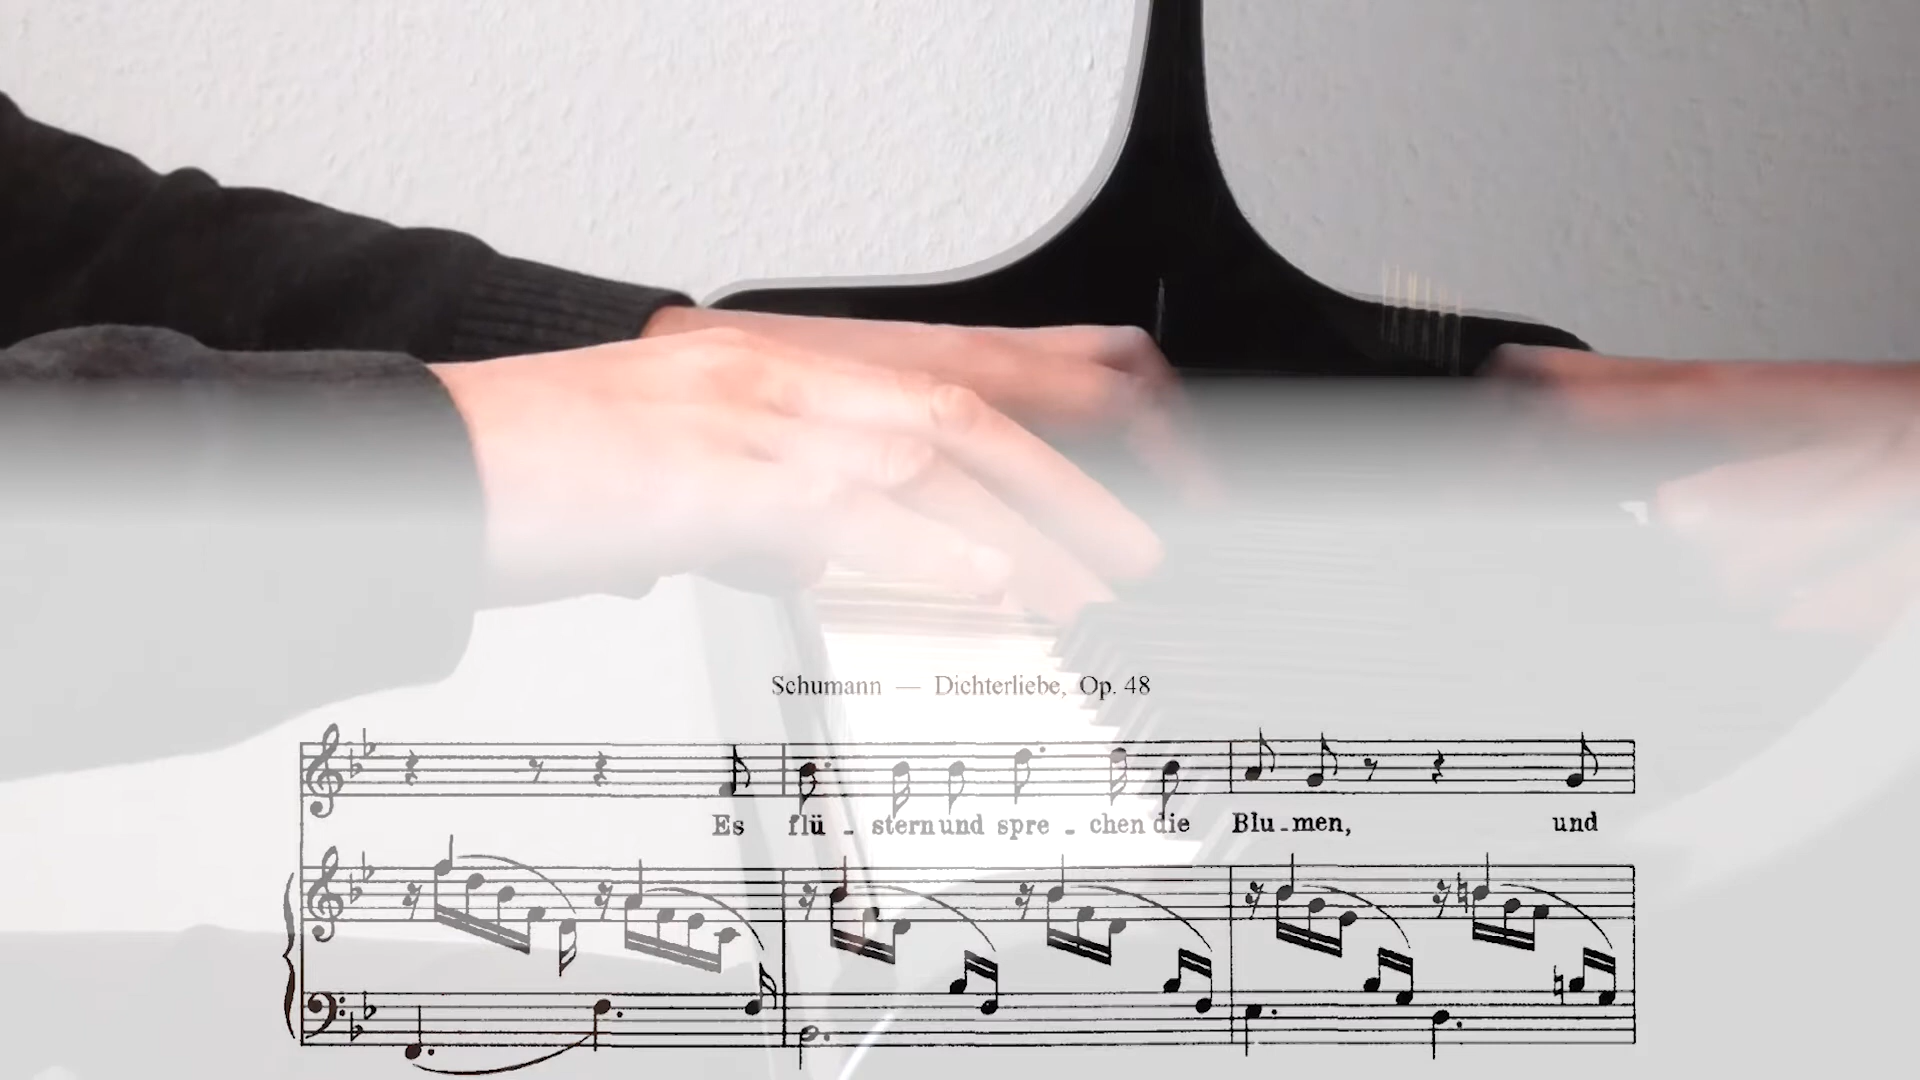 Schumann — Dichterliebe, Op. 48
Es flü - stern und spre - chen die Blu - men, und